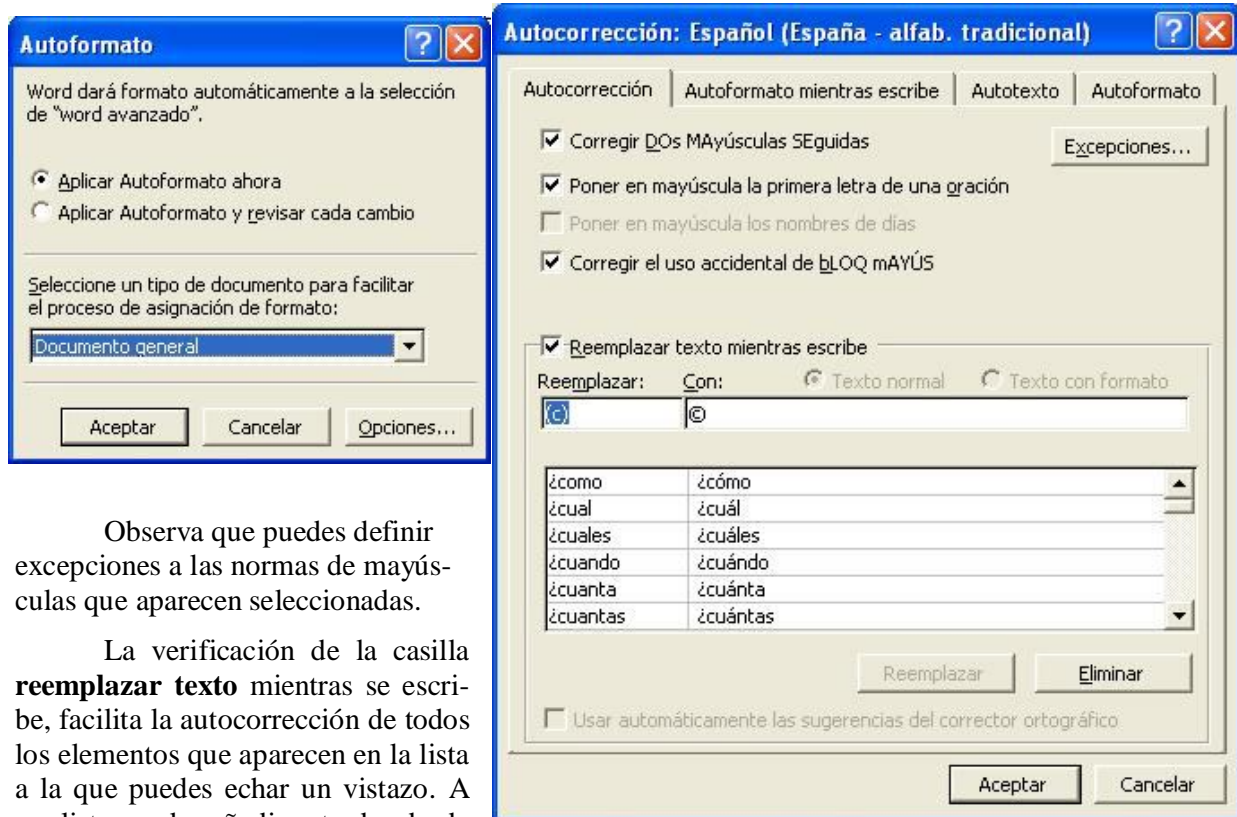 Autoformato
Word dará formato automáticamente a la selección
de "word avanzado".
Aplicar Autoformato ahora
Aplicar Autoformato y revisar cada cambio
Seleccione un tipo de documento para facilitar
el proceso de asignación de formato:
Documento general
Aceptar Cancelar Opciones...
Observa que puedes definir
excepciones a las normas de mayús-
culas que aparecen seleccionadas.
La verificación de la casilla
reemplazar texto mientras se escri-
be, facilita la autocorrección de todos
los elementos que aparecen en la lista
a la que puedes echar un vistazo. A
Autocorrección: Español (España - alfab. tradicional)
Autocorrección Autoformato mientras escribe Autotexto Autoformato
Corregir DOs MAyúsculas SEguidas
Excepciones...
Poner en mayúscula la primera letra de una oración
Poner en mayúscula los nombres de días
Corregir el uso accidental de bLOQ mAYÚS
Reemplazar texto mientras escribe
Reemplazar: Con: Texto normal Texto con formato
(c) ©
¿como ¿cómo
¿cual ¿cuál
¿cuales ¿cuáles
¿cuando ¿cuándo
¿cuanta ¿cuánta
¿cuantas ¿cuántas
Reemplazar Eliminar
Usar automáticamente las sugerencias del corrector ortográfico
Aceptar Cancelar